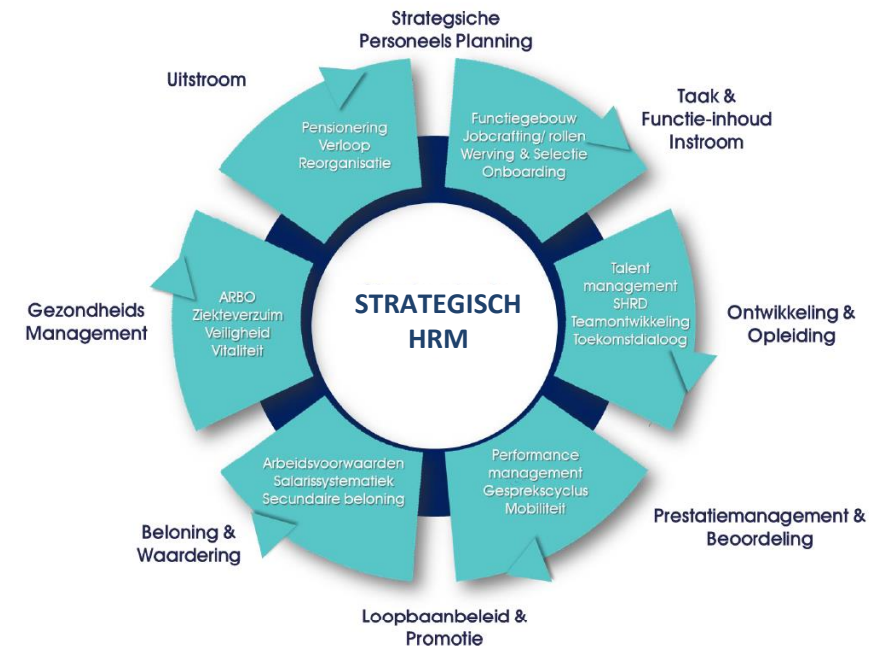 Strategsiche
Personeels Planning
Uitstroom
Taak &
Functie-inhoud
Instroom
Pensionering
Verloop
Reorganisatie
Functiegebouw
Jobcrafting/ rollen
Werving & Selectie
Onboarding
Gezondheids
Management
ARBO
Ziekteverzuim
Veiligheid
Vitaliteit
STRATEGISCH
HRM
Talent
management
SHRD
Teamontwikkeling
Toekomstdialoog
Ontwikkeling &
Opleiding
Arbeidsvoorwaarden
Salarissystematiek
Secundaire beloning
Performance
management
Gesprekscyclus
Mobiliteit
Beloning &
Waardering
Prestatiemanagement &
Beoordeling
Loopbaanbeleid &
Promotie